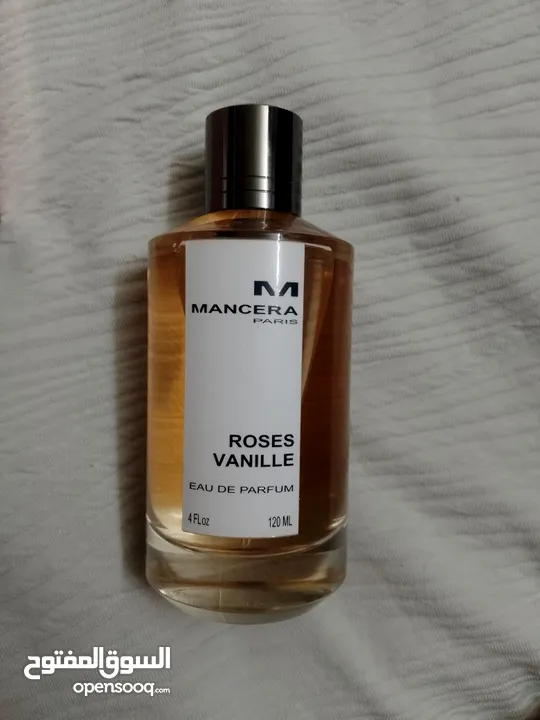 M
MANCERA
PARIS
ROSES
VANILLE
EAU DE PARFUM
4 FL oz 120 ML
السوق المفتوح
opensooq.com